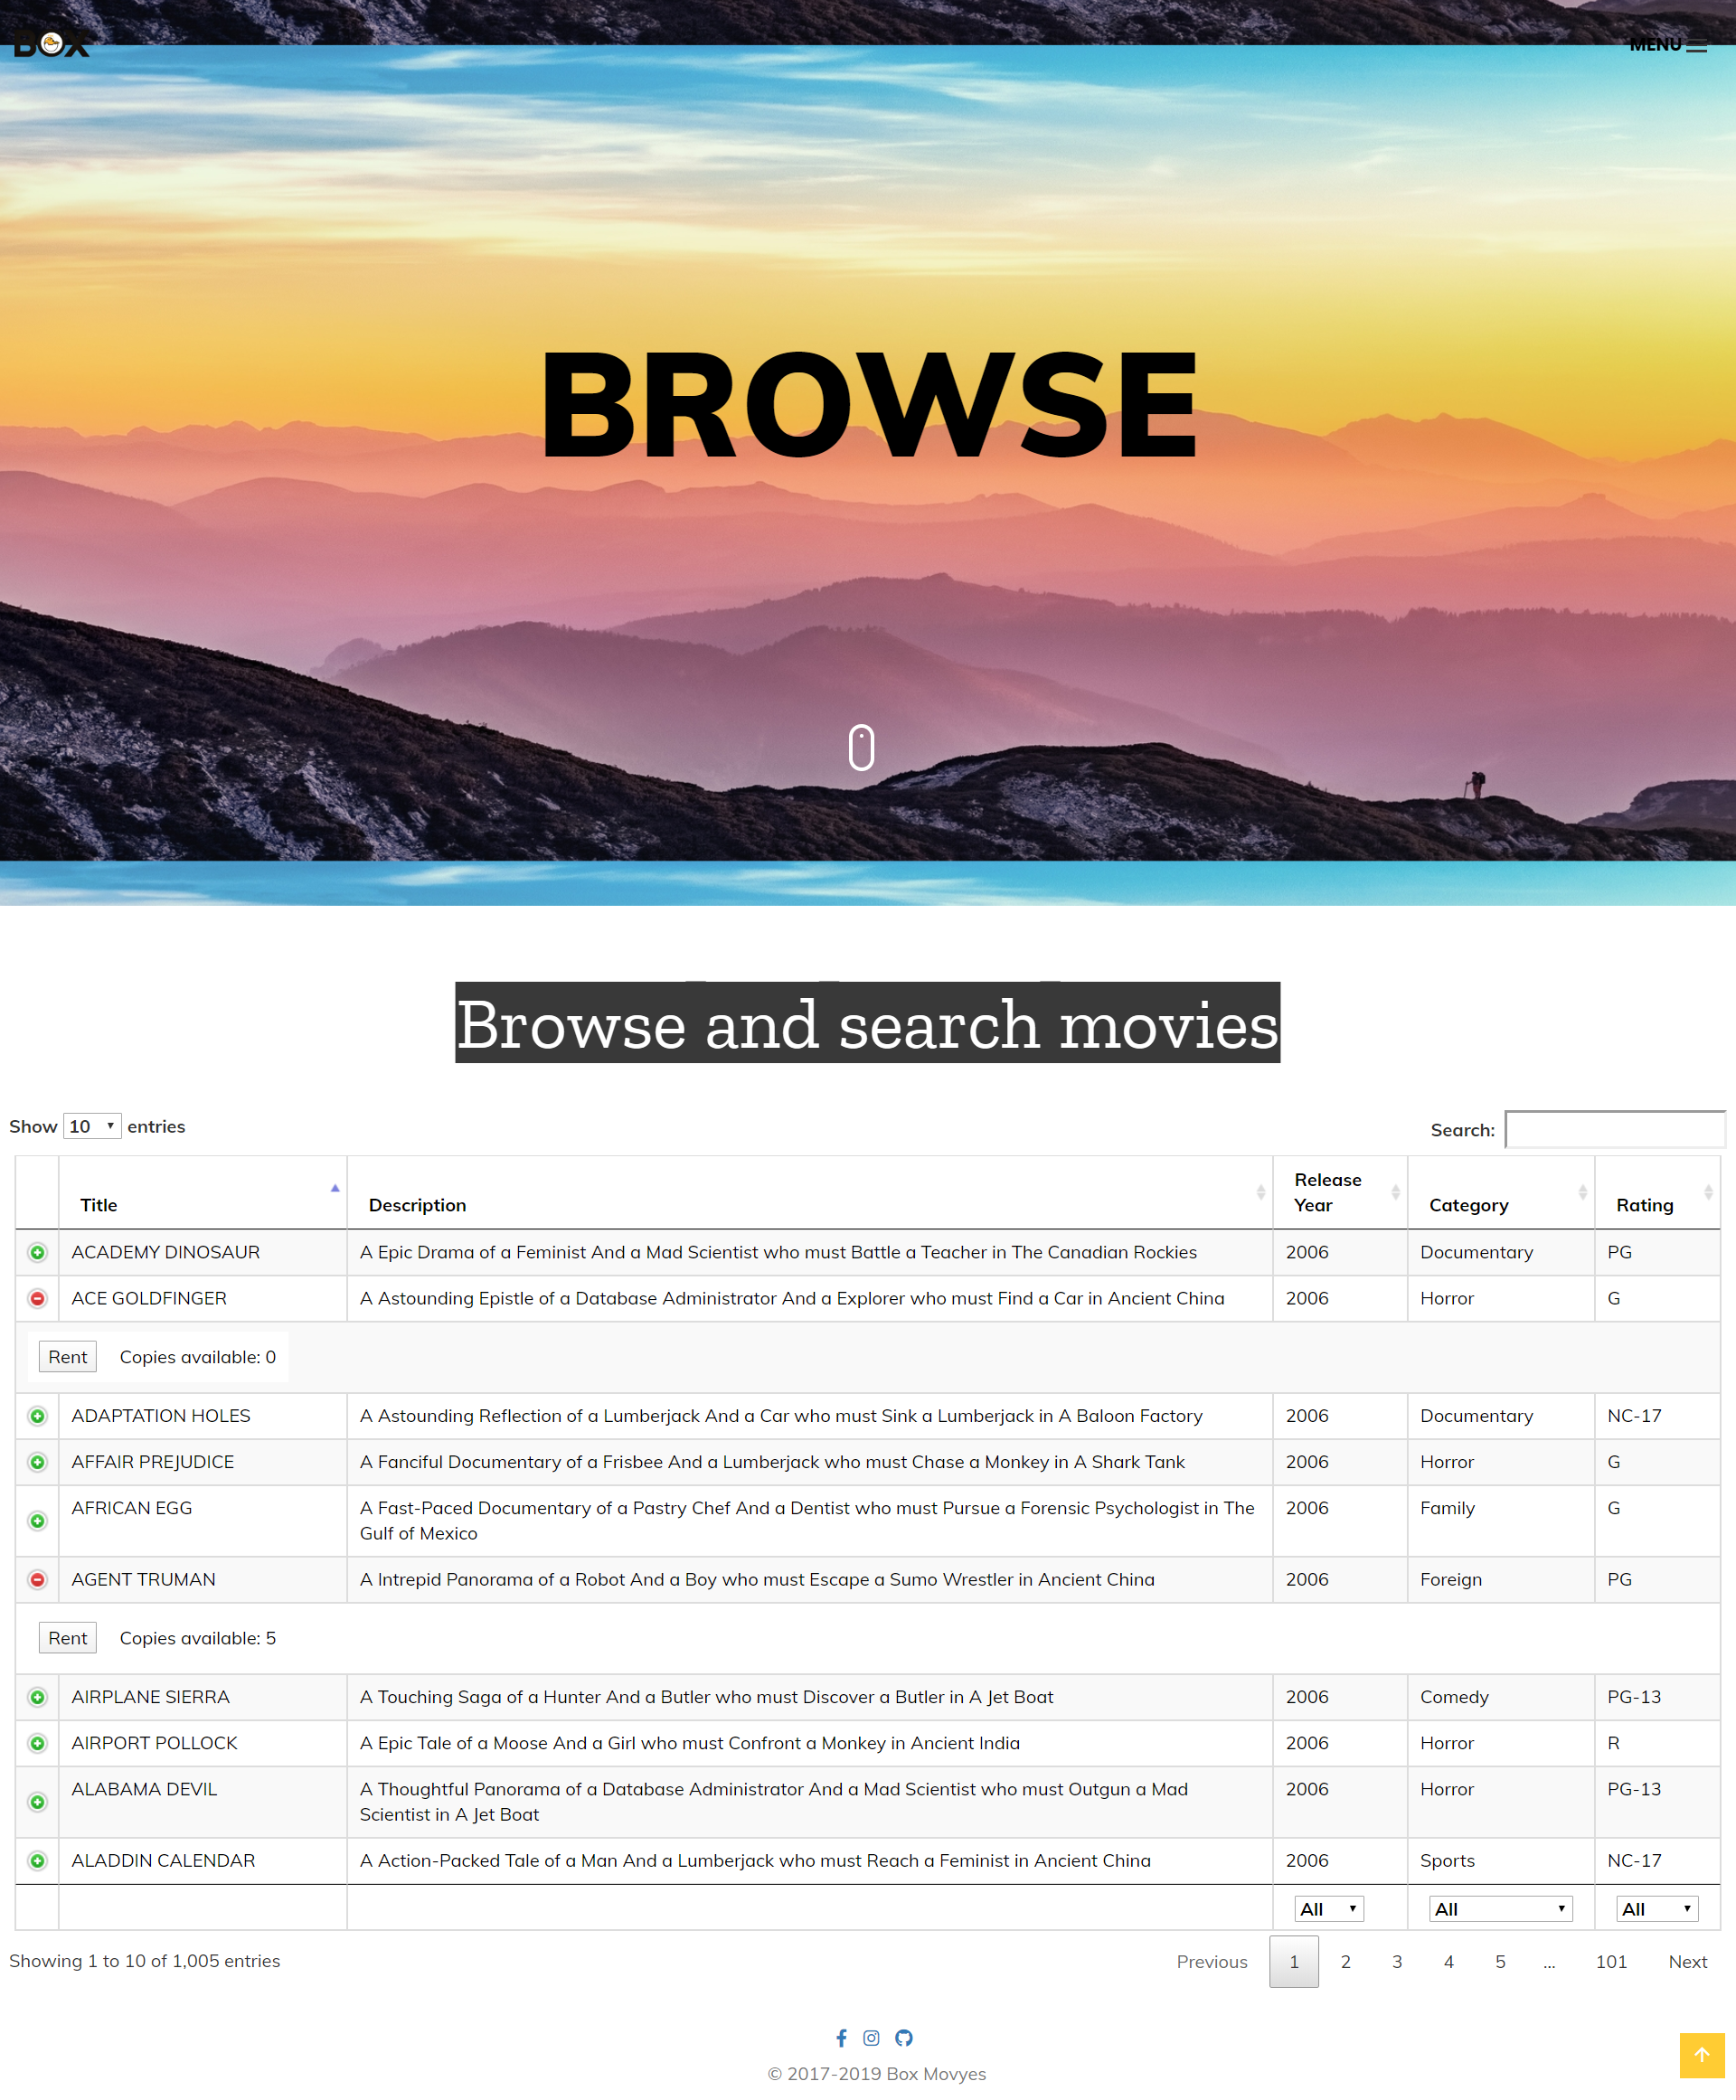 BOX
MENU
BROWSE
Browse and search movies
Show 10 entries
Search:
Title Description Release Year Category Rating
ACADEMY DINOSAUR A Epic Drama of a Feminist And a Mad Scientist who must Battle a Teacher in The Canadian Rockies 2006 Documentary PG
ACE GOLDFINGER A Astounding Epistle of a Database Administrator And a Explorer who must Find a Car in Ancient China 2006 Horror G
Rent Copies available: 0
ADAPTATION HOLES A Astounding Reflection of a Lumberjack And a Car who must Sink a Lumberjack in A Baloon Factory 2006 Documentary NC-17
AFFAIR PREJUDICE A Fanciful Documentary of a Frisbee And a Lumberjack who must Chase a Monkey in A Shark Tank 2006 Horror G
AFRICAN EGG A Fast-Paced Documentary of a Pastry Chef And a Dentist who must Pursue a Forensic Psychologist in The 2006 Family G
Gulf of Mexico
AGENT TRUMAN A Intrepid Panorama of a Robot And a Boy who must Escape a Sumo Wrestler in Ancient China 2006 Foreign PG
Rent Copies available: 5
AIRPLANE SIERRA A Touching Saga of a Hunter And a Butler who must Discover a Butler in A Jet Boat 2006 Comedy PG-13
AIRPORT POLLOCK A Epic Tale of a Moose And a Girl who must Confront a Monkey in Ancient India 2006 Horror R
ALABAMA DEVIL A Thoughtful Panorama of a Database Administrator And a Mad Scientist who must Outgun a Mad 2006 Horror PG-13
Scientist in A Jet Boat
ALADDIN CALENDAR A Action-Packed Tale of a Man And a Lumberjack who must Reach a Feminist in Ancient China 2006 Sports NC-17
All All All
Showing 1 to 10 of 1,005 entries
Previous 1 2 3 4 5 … 101 Next
© 2017-2019 Box Movyes